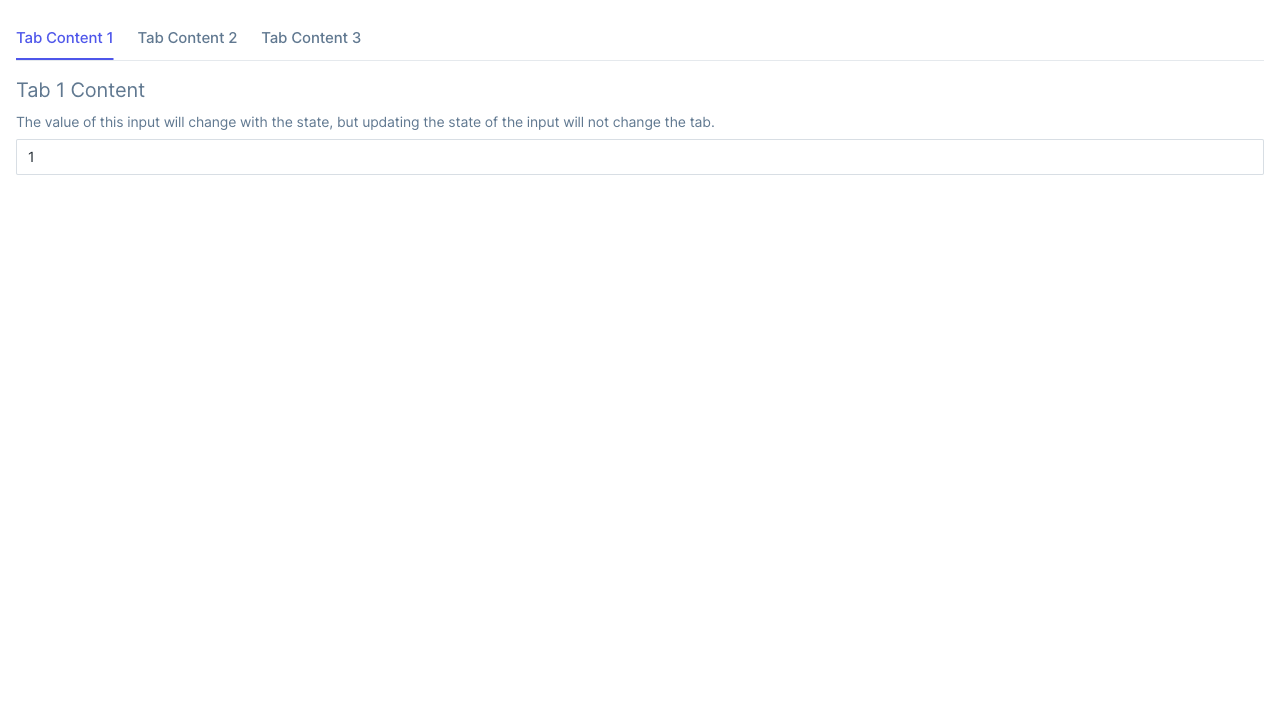 Tab Content 1 Tab Content 2 Tab Content 3
Tab 1 Content
The value of this input will change with the state, but updating the state of the input will not change the tab.
1